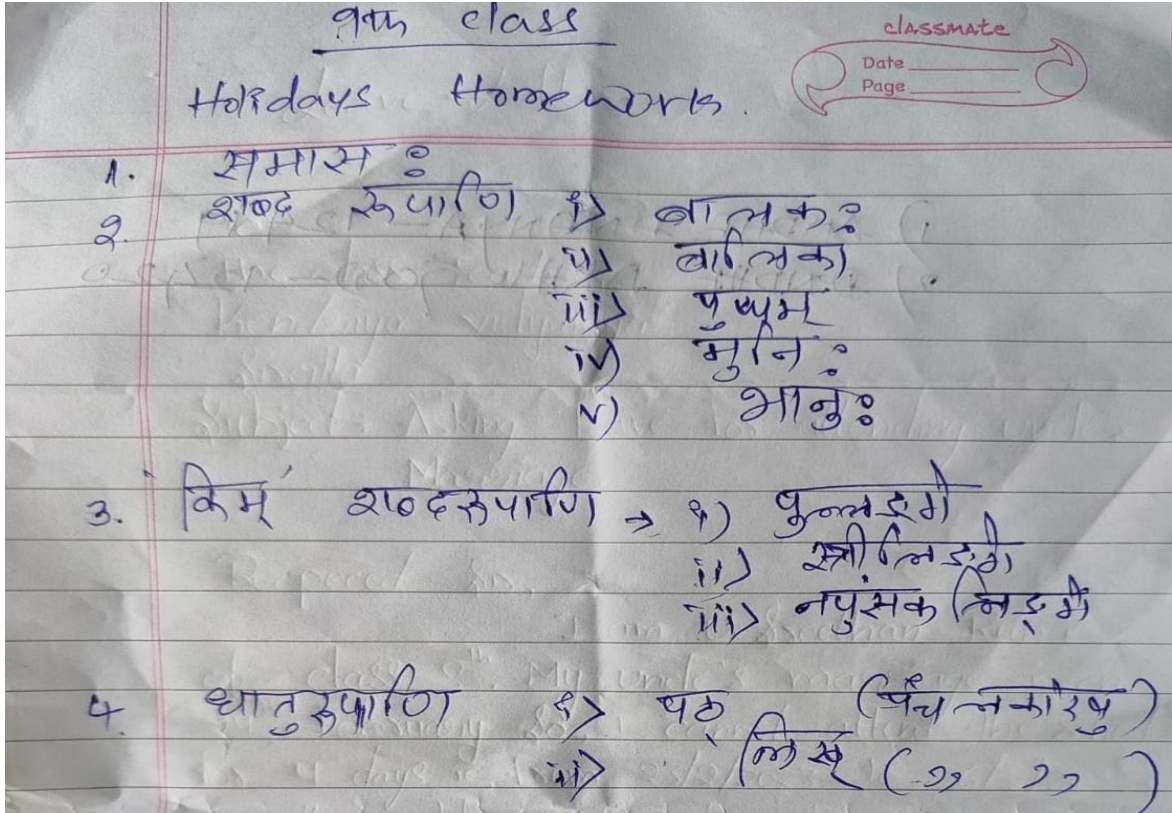 9th class
classmate
Date
Page
Holidays Homework.
1. समासः
2. शब्द रूपाणि i) बालकः
ii) बालिका
iii) पुष्पम्
iv) मुनिः
v) भानुः
3. किम् शब्दरूपाणि → i) पुल्लिङ्गे
ii) स्त्रीलिङ्गे
iii) नपुंसकलिङ्गे
4. धातुरूपाणि i) पठ् (पंच लकारेषु)
ii) लिख् ( ,, ,, )